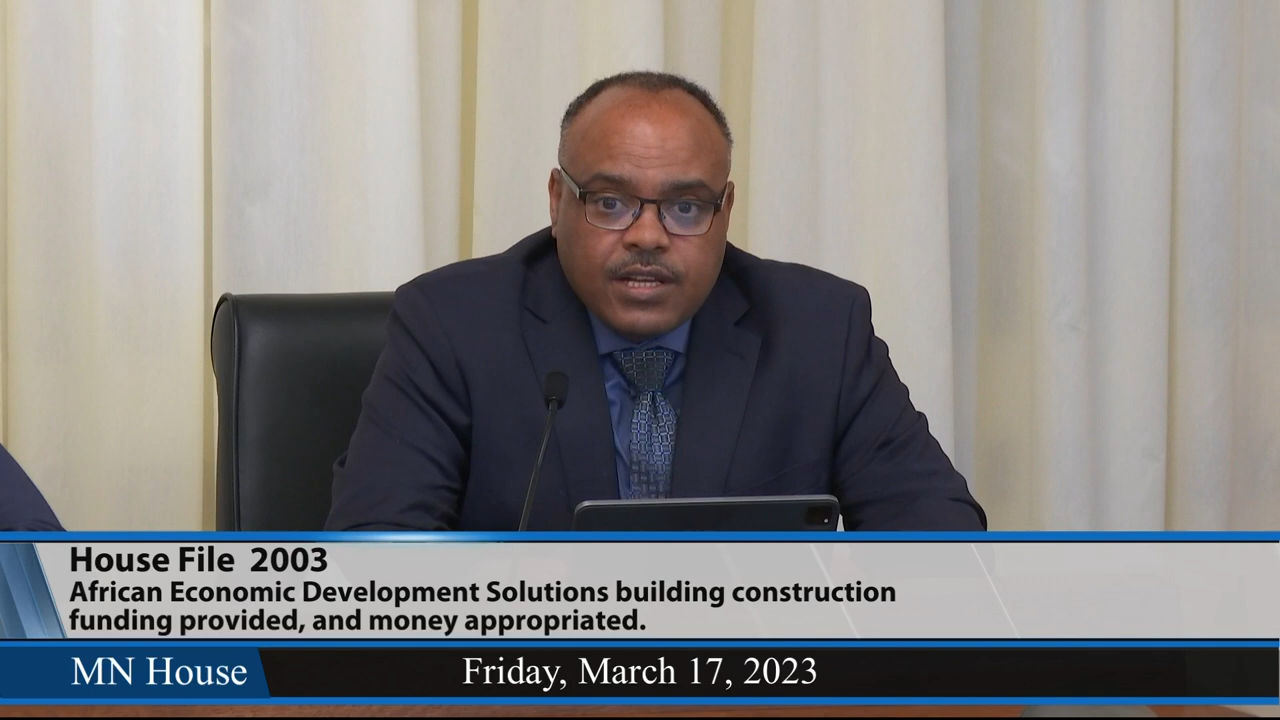 House File 2003
African Economic Development Solutions building construction
funding provided, and money appropriated.
MN House
Friday, March 17, 2023